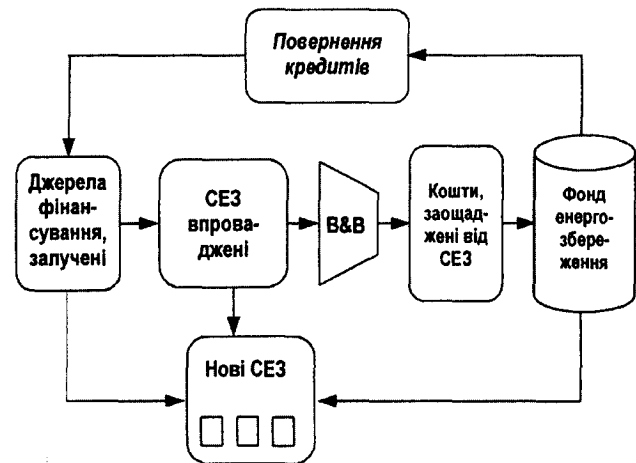 Повернення
кредитів
Джерела
фінан-
сування,
залучені
СЕЗ
впрова-
джені
B&B
Кошти,
заощад-
жені від
СЕЗ
Фонд
енерго-
збере-
ження
Нові СЕЗ